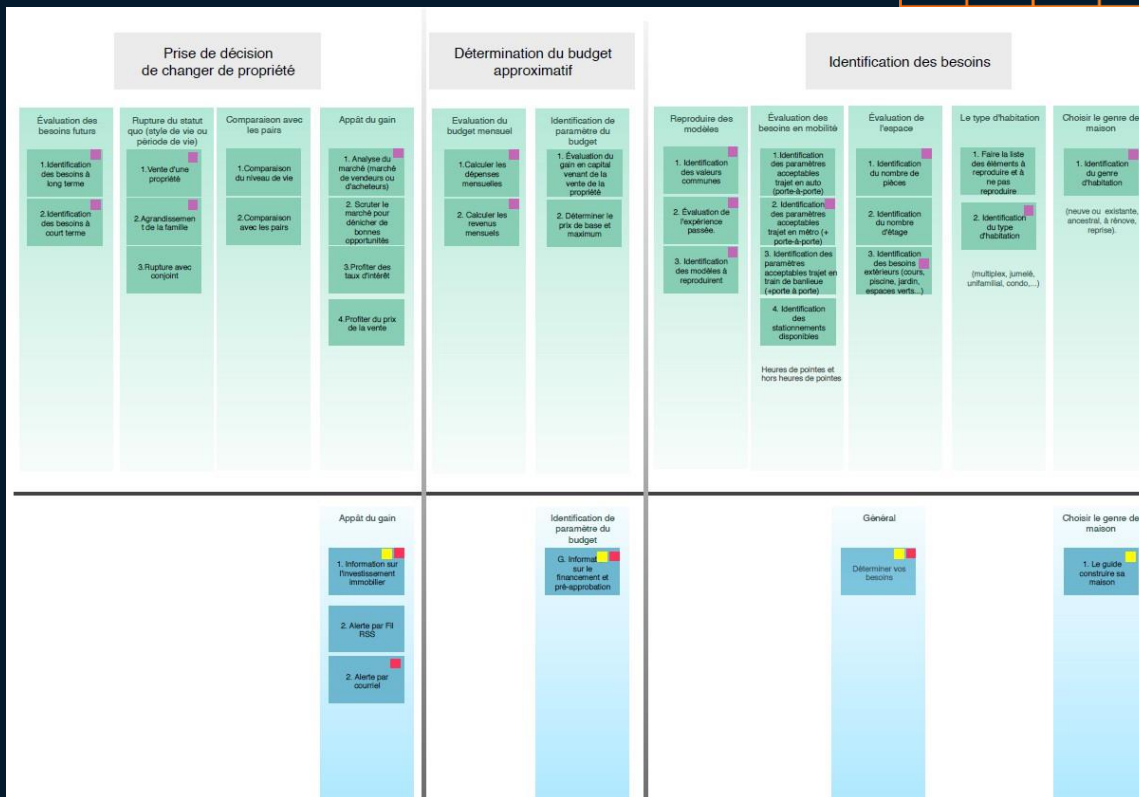 Prise de décision
de changer de propriété
Détermination du budget
approximatif
Identification des besoins
Évaluation des
besoins futurs
1.Identification
des besoins à
long terme
2.Identification
des besoins à
court terme
Rupture du statut
quo (style de vie ou
période de vie)
1.Vente d'une
propriété
2.Agrandissemen
t de la famille
3.Rupture avec
conjoint
Comparaison avec
les pairs
1.Comparaison
du niveau de vie
2.Comparaison
avec les pairs
Appât du gain
1. Analyse du
marché (marché
de vendeurs ou
d'acheteurs)
2. Scruter le
marché pour
dénicher de
bonnes
opportunités
3.Profiter des
taux d'intérêt
4.Profiter du prix
de la vente
Evaluation du
budget mensuel
1.Calculer les
dépenses
mensuelles
2. Calculer les
revenus
mensuels
Identification de
paramètre du
budget
1. Évaluation du
gain en capital
venant de la
vente de la
propriété
2. Déterminer le
prix de base et
maximum
Reproduire des
modèles
1. Identification
des valeurs
communes
2. Évaluation de
l'expérience
passée.
3. Identification
des modèles à
reproduirent
Évaluation des
besoins en mobilité
1.Identification
des paramètres
acceptables
trajet en auto
(porte-à-porte)
2. Identification
des paramètres
acceptables
trajet en métro (+
porte-à-porte)
3. Identification des
paramètres
acceptables trajet en
train de banlieue
(+porte à porte)
4. Identification
des
stationnements
disponibles
Heures de pointes et
hors heures de pointes
Évaluation de
l'espace
1. Identification
du nombre de
pièces
2. Identification
du nombre
d'étage
3. Identification
des besoins
extérieurs (cours,
piscine, jardin,
espaces verts...)
Le type d'habitation
1. Faire la liste
des éléments à
reproduire et à
ne pas
reproduire
2. Identification
du type
d'habitation
(multiplex, jumelé,
unifamilial, condo,...)
Choisir le genre de
maison
1. Identification
du genre
d'habitation
(neuve ou existante,
ancestral, à rénove,
reprise).
Appât du gain
1. Information sur
l'investissement
immobilier
2. Alerte par Fil
RSS
2. Alerte par
courriel
Identification de
paramètre du
budget
G. Informat
sur le
financement et
pré-approbation
Général
Déterminer vos
besoins
Choisir le genre de
maison
1. Le guide
construire sa
maison